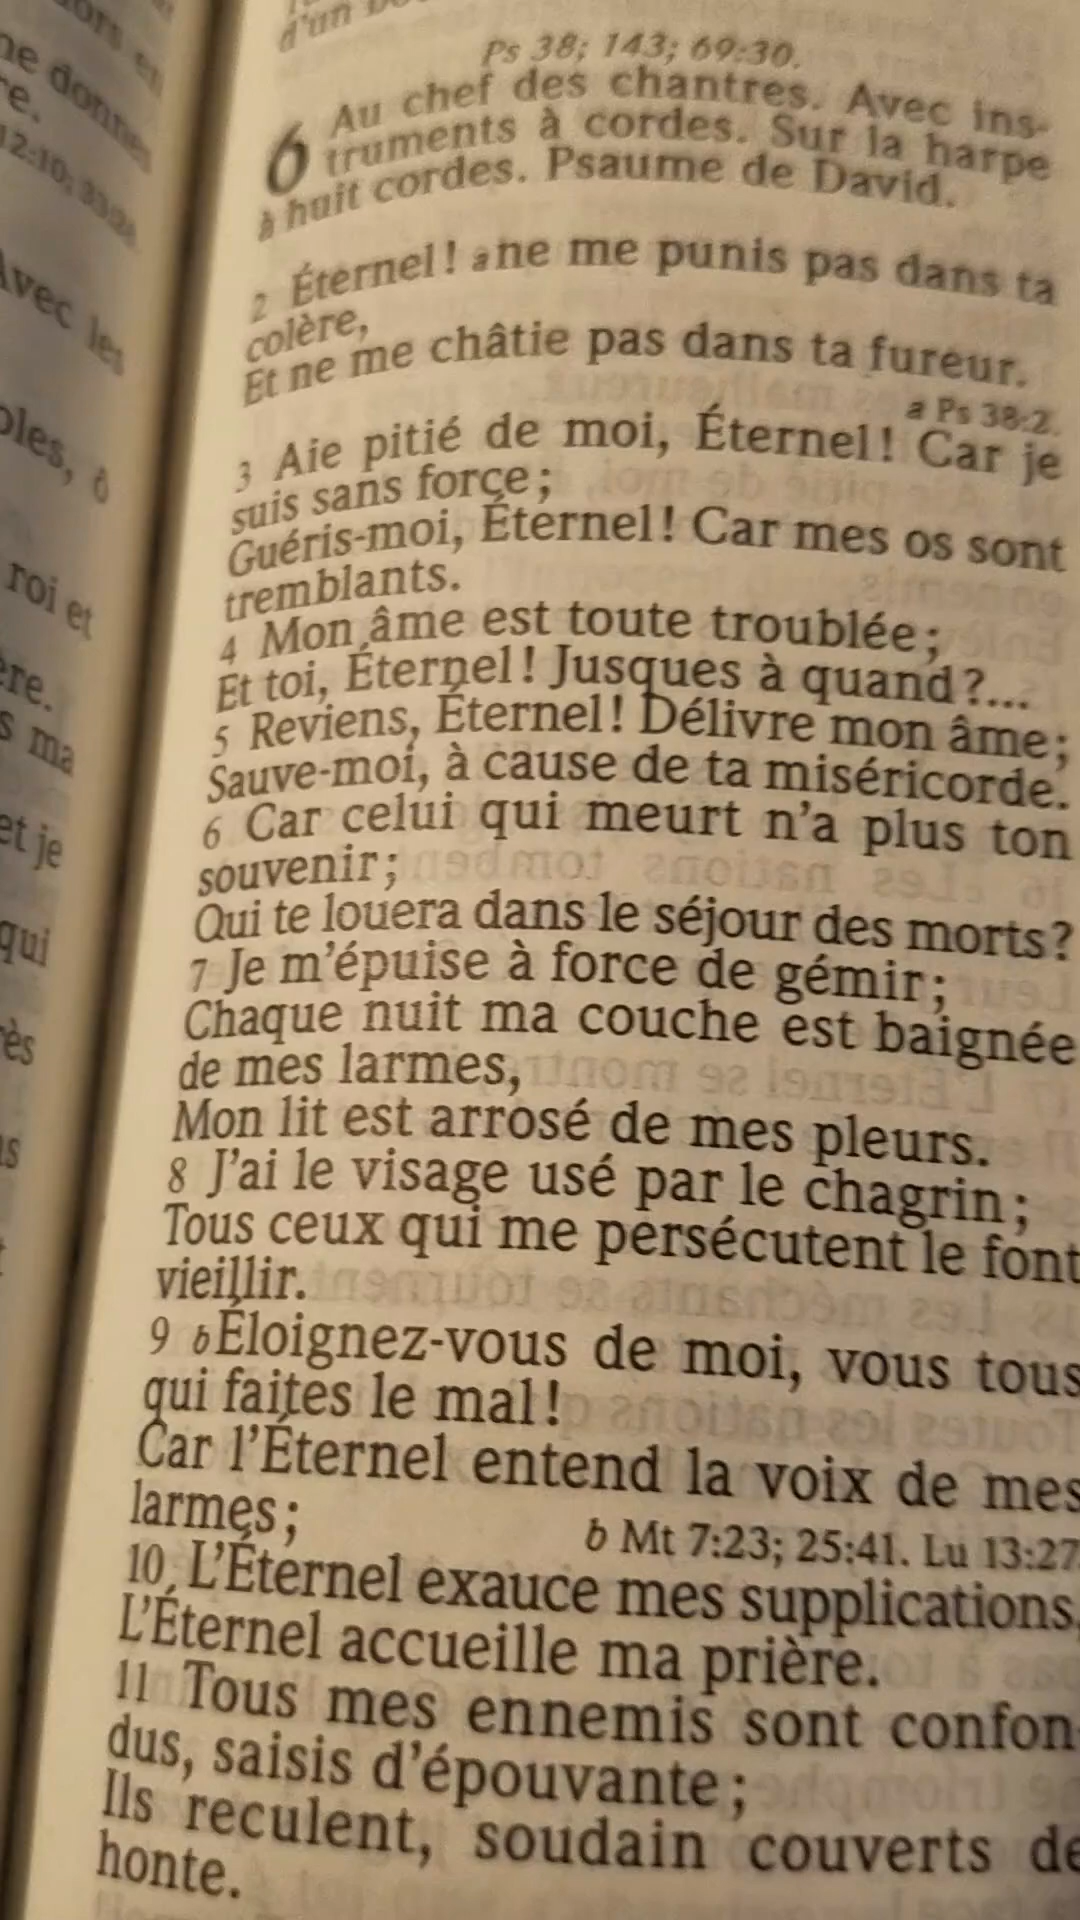 d'un
Ps 38; 143; 69:30.
6 Au chef des chantres. Avec ins-
truments à cordes. Sur la harpe
à huit cordes. Psaume de David.
2 Éternel! a ne me punis pas dans ta
colère,
Et ne me châtie pas dans ta fureur.
a Ps 38:2.
3 Aie pitié de moi, Éternel! Car je
suis sans force;
Guéris-moi, Éternel! Car mes os sont
tremblants.
4 Mon âme est toute troublée;
Et toi, Éternel! Jusques à quand?...
5 Reviens, Éternel! Délivre mon âme;
Sauve-moi, à cause de ta miséricorde.
6 Car celui qui meurt n'a plus ton
souvenir;
Qui te louera dans le séjour des morts?
7 Je m'épuise à force de gémir;
Chaque nuit ma couche est baignée
de mes larmes,
Mon lit est arrosé de mes pleurs.
8 J'ai le visage usé par le chagrin;
Tous ceux qui me persécutent le font
vieillir.
9 b Éloignez-vous de moi, vous tous
qui faites le mal!
Car l'Éternel entend la voix de mes
larmes;
b Mt 7:23; 25:41. Lu 13:27
10 L'Éternel exauce mes supplications,
L'Éternel accueille ma prière.
11 Tous mes ennemis sont confon-
dus, saisis d'épouvante;
Ils reculent, soudain couverts de
honte.